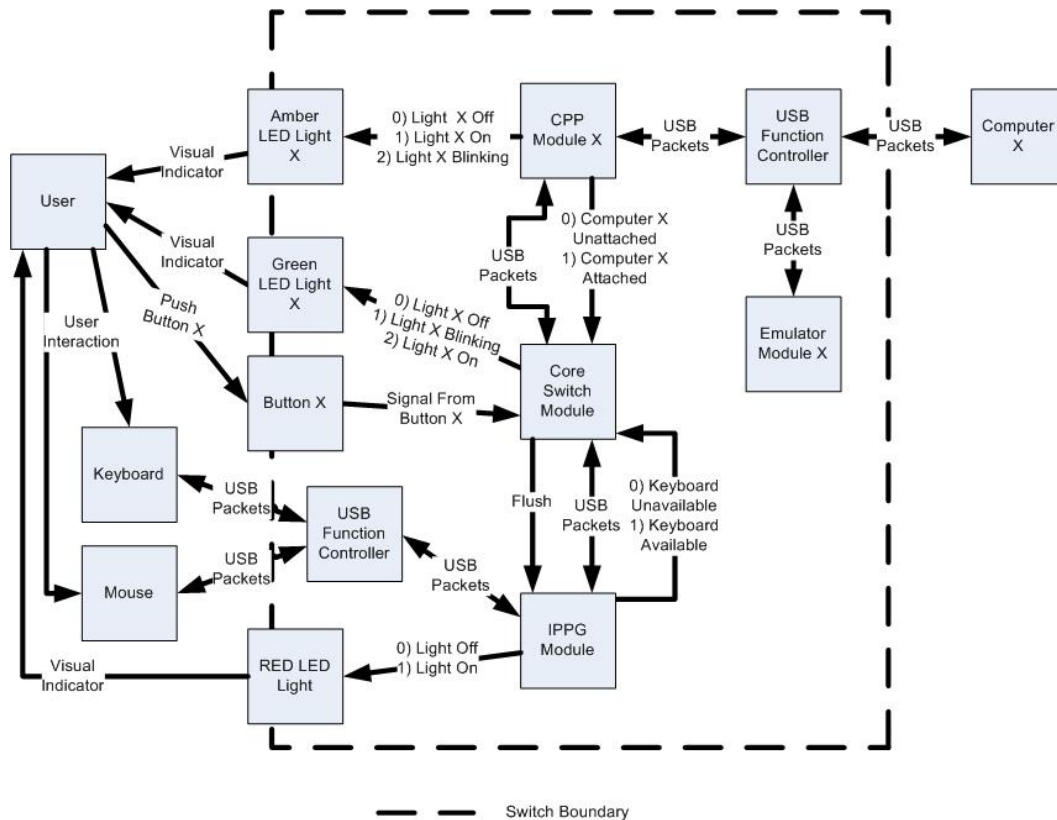 Amber
LED Light
X
0) Light X Off
1) Light X On
2) Light X Blinking
CPP
Module X
USB
Packets
USB
Function
Controller
USB
Packets
Computer
X
Visual
Indicator
User
Visual
Indicator
Green
LED Light
X
USB
Packets
0) Computer X
Unattached
1) Computer X
Attached
USB
Packets
Emulator
Module X
Push
Button X
0) Light X Off
1) Light X Blinking
2) Light X On
User
Interaction
Core
Switch
Module
Button X
Signal From
Button X
Keyboard
USB
Packets
USB
Function
Controller
Flush
USB
Packets
0) Keyboard
Unavailable
1) Keyboard
Available
Mouse
USB
Packets
USB
Packets
IPPG
Module
RED LED
Light
0) Light Off
1) Light On
Visual
Indicator
Switch Boundary